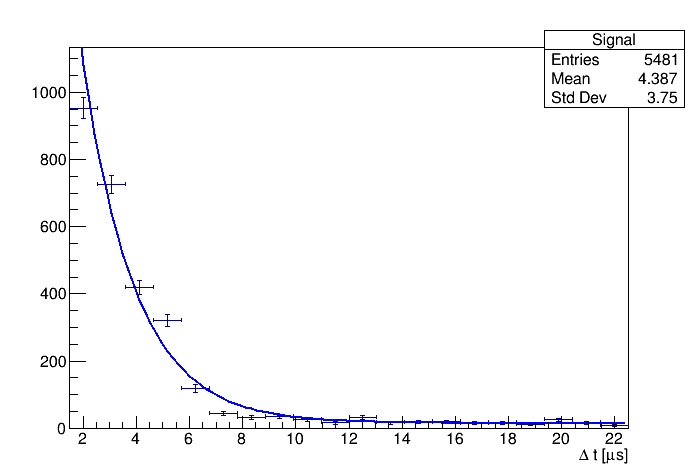 Signal
Entries 5481
Mean 4.387
Std Dev 3.75
1000
800
600
400
200
0
2 4 6 8 10 12 14 16 18 20 22
Δ t [μs]